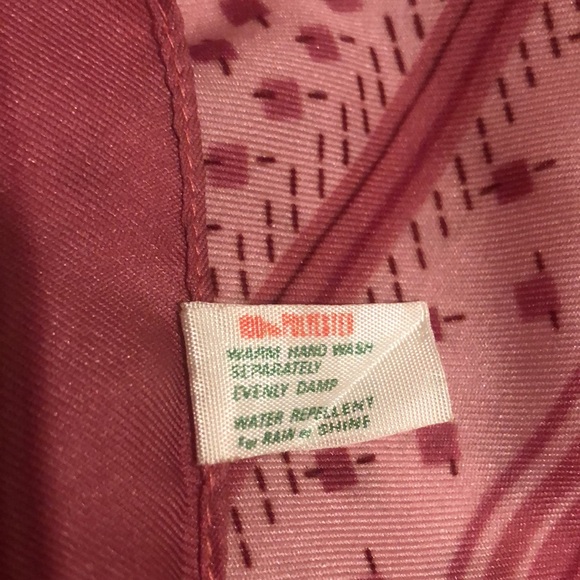 100% POLYESTER
WARM HAND WASH
SEPARATELY
EVENLY DAMP
WATER REPELLENT
For RAIN or SHINE